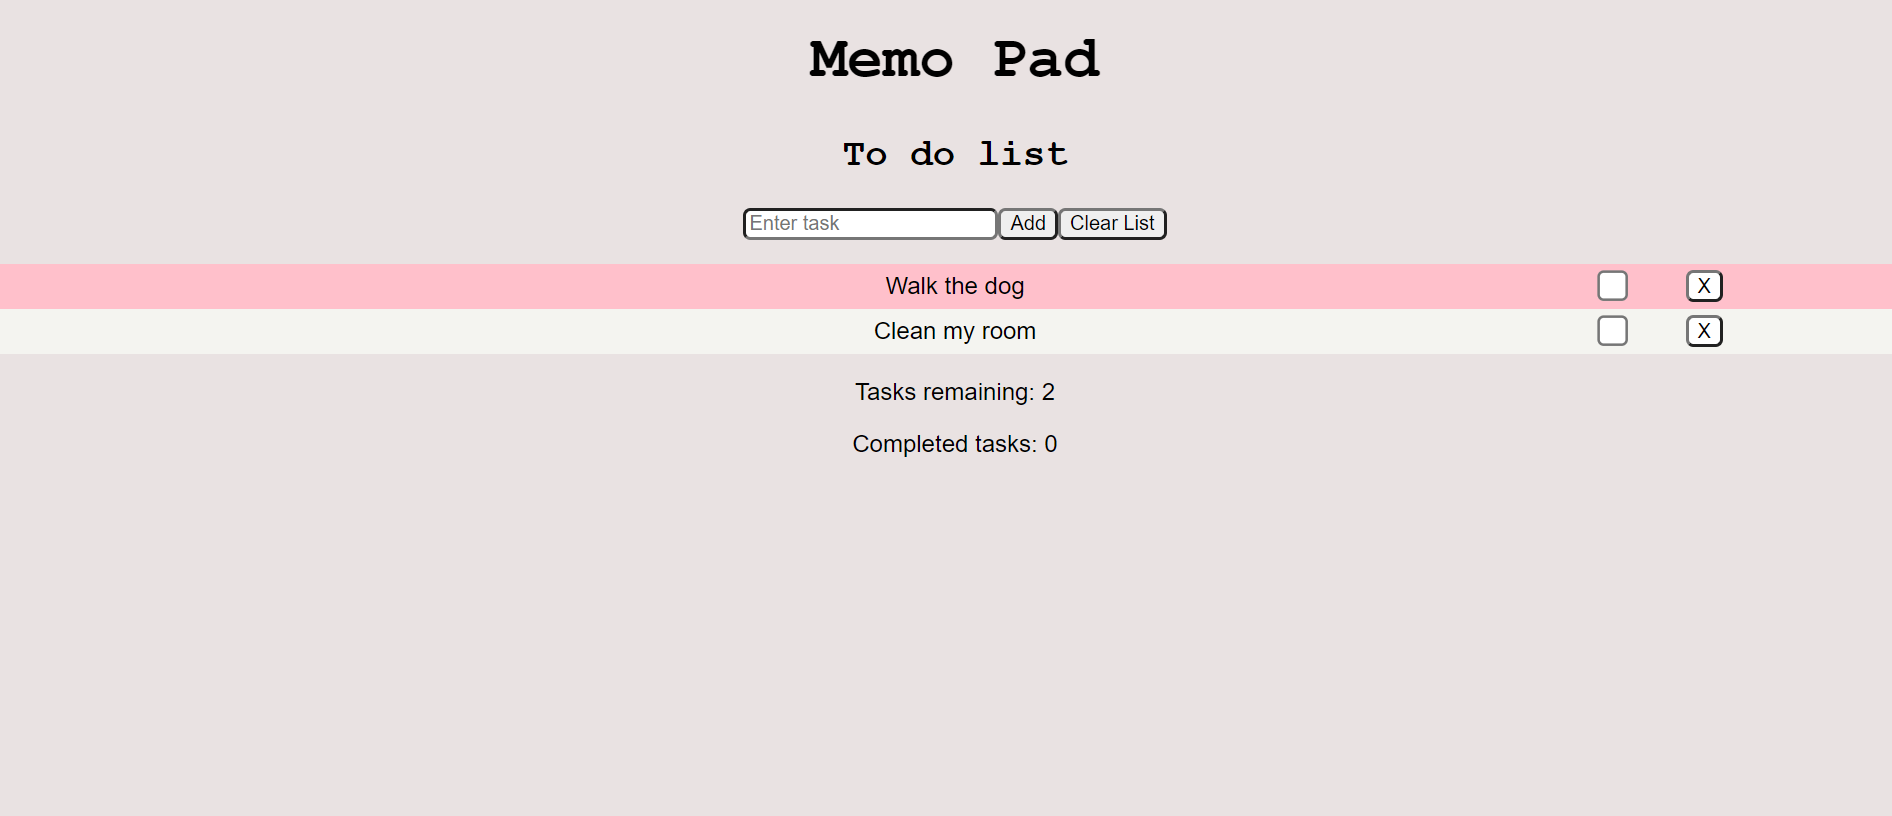 Memo Pad
To do list
Enter task Add Clear List
Walk the dog X
Clean my room X
Tasks remaining: 2
Completed tasks: 0